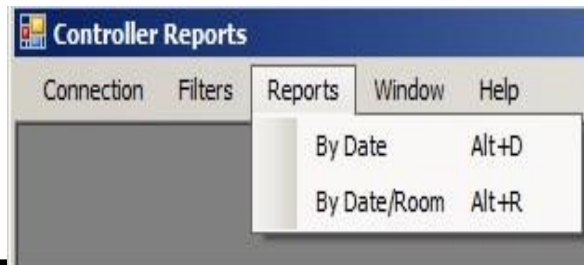 Controller Reports
Connection Filters Reports Window Help
By Date Alt+D
By Date/Room Alt+R